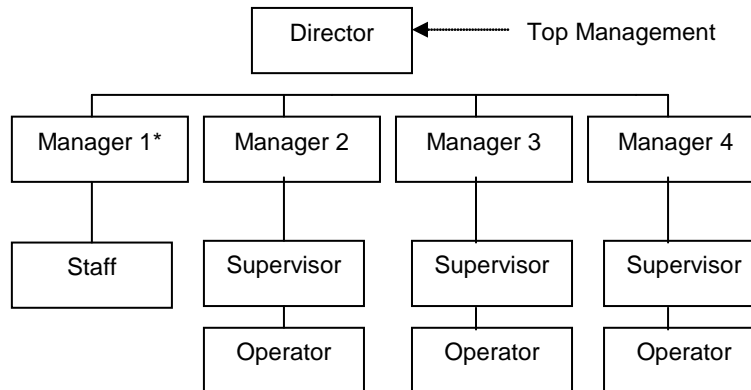 Director
Top Management
Manager 1*
Manager 2
Manager 3
Manager 4
Staff
Supervisor
Supervisor
Supervisor
Operator
Operator
Operator